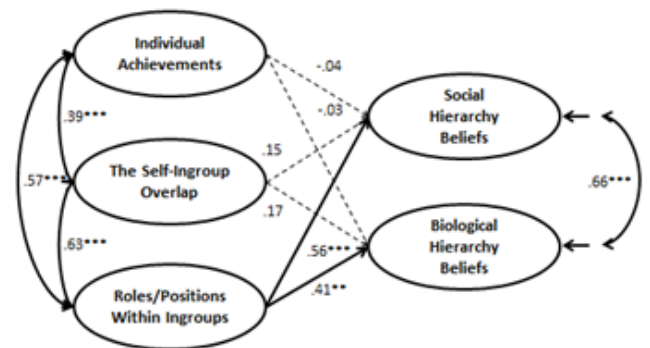 Individual
Achievements
-.04
-.03
Social
Hierarchy
Beliefs
.39***
.15
The Self-Ingroup
Overlap
.57***
.66***
.17
.63***
Biological
Hierarchy
Beliefs
.56***
.41**
Roles/Positions
Within Ingroups